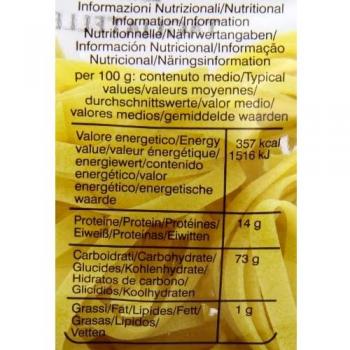 Informazioni Nutrizionali/Nutritional
Information/Information
Nutritionnelle/Nährwertangaben/
Información Nutricional/Informação
Nutricional/Näringsinformation
per 100 g: contenuto medio/Typical
values/valeurs moyennes/
durchschnittswerte/valor medio/
valores medios/gemiddelde waarden
Valore energetico/Energy
value/valeur énergétique/
energiewert/contenido
energético/valor
energético/energetische
waarde
357 kcal
1516 kJ
Proteine/Protein/Protéines/
Eiweiß/Proteinas/Eiwitten
14 g
Carboidrati/Carbohydrate/
Glucides/Kohlenhydrate/
Hidratos de carbono/
Glicídios/Koolhydraten
73 g
Grassi/Fat/Lipides/Fett/
Grasas/Lipidos/
Vetten
1 g